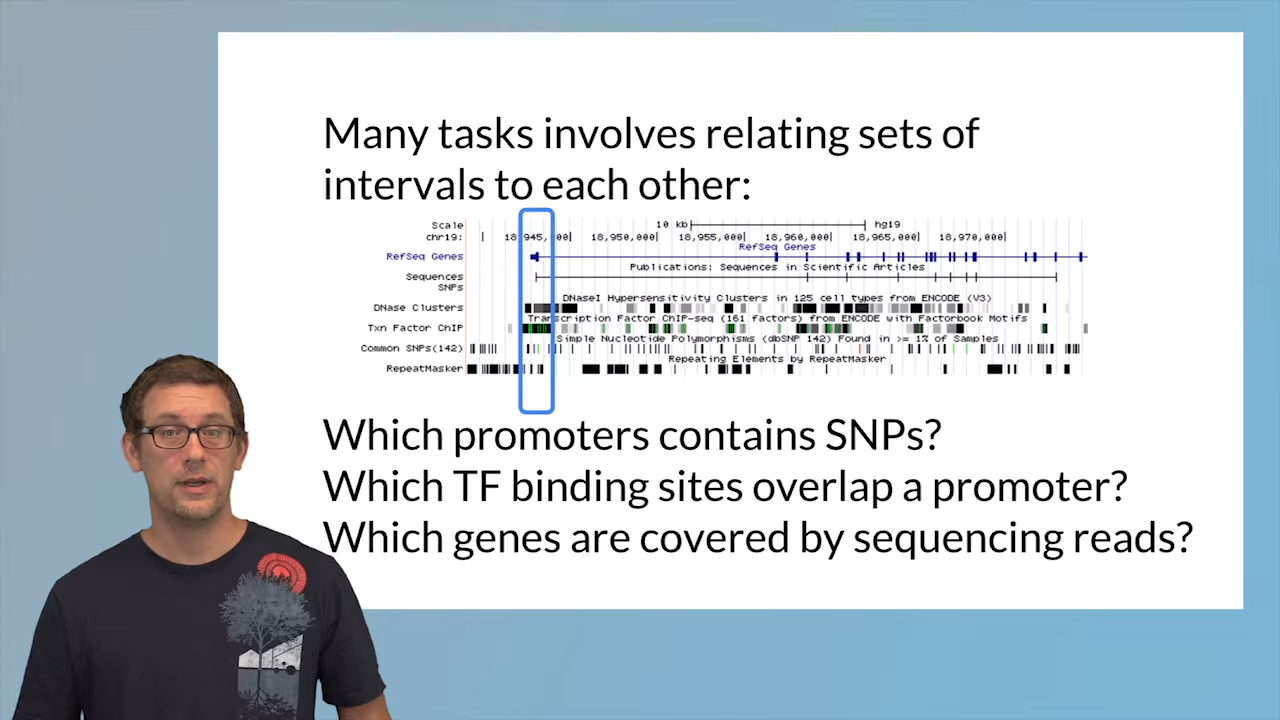 Many tasks involves relating sets of
intervals to each other:
Scale 10 kb hg19
chr19: 18,945,000 18,950,000 18,955,000 18,960,000 18,965,000 18,970,000
RefSeq Genes
RefSeq Genes
Publications: Sequences in Scientific Articles
Sequences
SNPs
DNaseI Hypersensitivity Clusters in 125 cell types from ENCODE (V3)
DNase Clusters
Transcription Factor ChIP-seq (161 factors) from ENCODE with Factorbook Motifs
Txn Factor ChIP
Simple Nucleotide Polymorphisms (dbSNP 142) Found in >= 1% of Samples
Common SNPs(142)
Repeating Elements by RepeatMasker
RepeatMasker
Which promoters contains SNPs?
Which TF binding sites overlap a promoter?
Which genes are covered by sequencing reads?